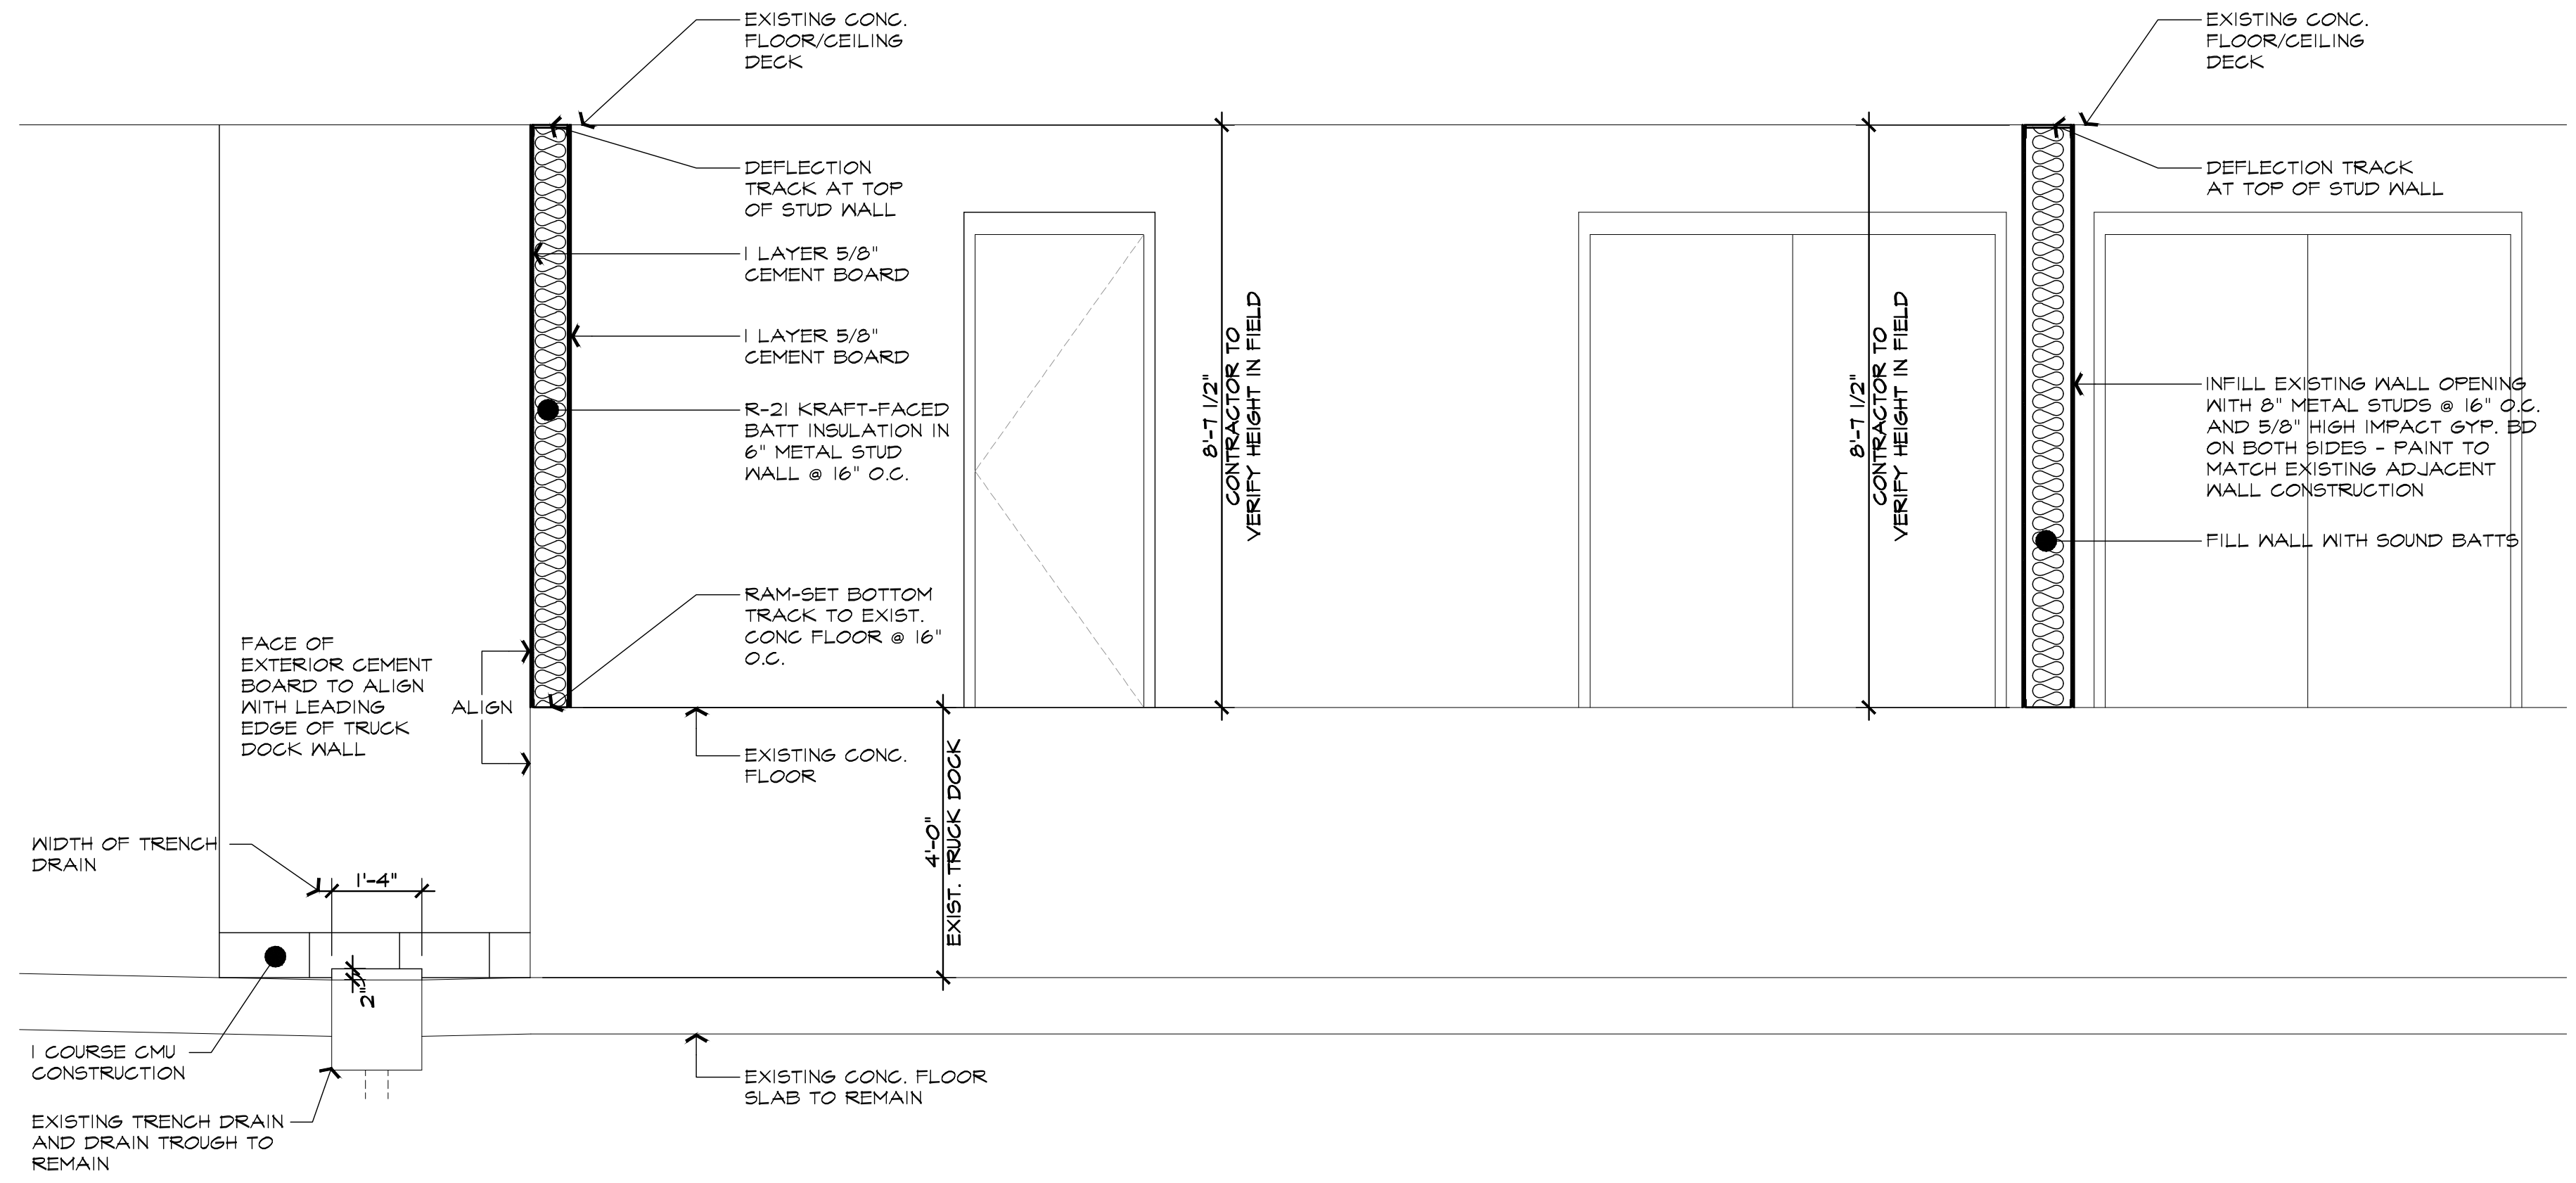 EXISTING CONC.
FLOOR/CEILING
DECK
EXISTING CONC.
FLOOR/CEILING
DECK
DEFLECTION
TRACK AT TOP
OF STUD WALL
DEFLECTION TRACK
AT TOP OF STUD WALL
1 LAYER 5/8"
CEMENT BOARD
1 LAYER 5/8"
CEMENT BOARD
R-21 KRAFT-FACED
BATT INSULATION IN
6" METAL STUD
WALL @ 16" O.C.
8'-7 1/2"
CONTRACTOR TO
VERIFY HEIGHT IN FIELD
8'-7 1/2"
CONTRACTOR TO
VERIFY HEIGHT IN FIELD
INFILL EXISTING WALL OPENING
WITH 8" METAL STUDS @ 16" O.C.
AND 5/8" HIGH IMPACT GYP. BD
ON BOTH SIDES - PAINT TO
MATCH EXISTING ADJACENT
WALL CONSTRUCTION
FILL WALL WITH SOUND BATTS
RAM-SET BOTTOM
TRACK TO EXIST.
CONC FLOOR @ 16"
O.C.
FACE OF
EXTERIOR CEMENT
BOARD TO ALIGN
WITH LEADING
EDGE OF TRUCK
DOCK WALL
ALIGN
EXISTING CONC.
FLOOR
4'-0"
EXIST. TRUCK DOCK
WIDTH OF TRENCH
DRAIN
1'-4"
2"
1 COURSE CMU
CONSTRUCTION
EXISTING CONC. FLOOR
SLAB TO REMAIN
EXISTING TRENCH DRAIN
AND DRAIN TROUGH TO
REMAIN